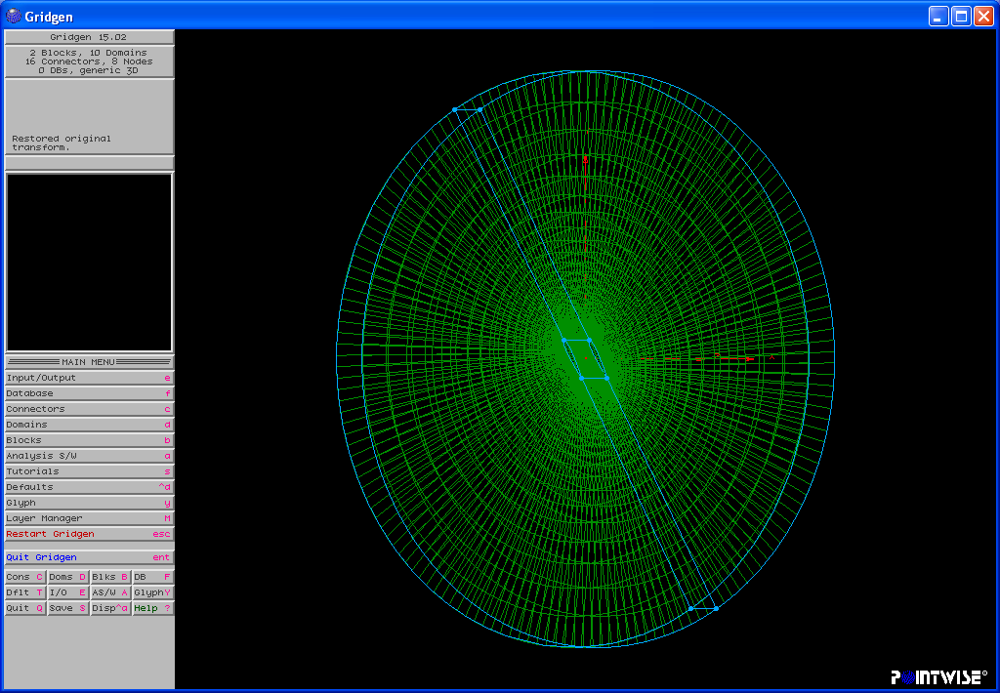 Gridgen
Gridgen 15.02
2 Blocks, 10 Domains
16 Connectors, 8 Nodes
0 DBs, generic 3D
Restored original
transform.
MAIN MENU
Input/Output e
Database f
Connectors c
Domains d
Blocks b
Analysis S/W a
Tutorials s
Defaults ^d
Glyph y
Layer Manager M
Restart Gridgen esc
Quit Gridgen ent
Cons C Doms D Blks B DB F
Dflt T I/O E AS/W A Glyph Y
Quit Q Save S Disp ^a Help ?
X
POINTWISE